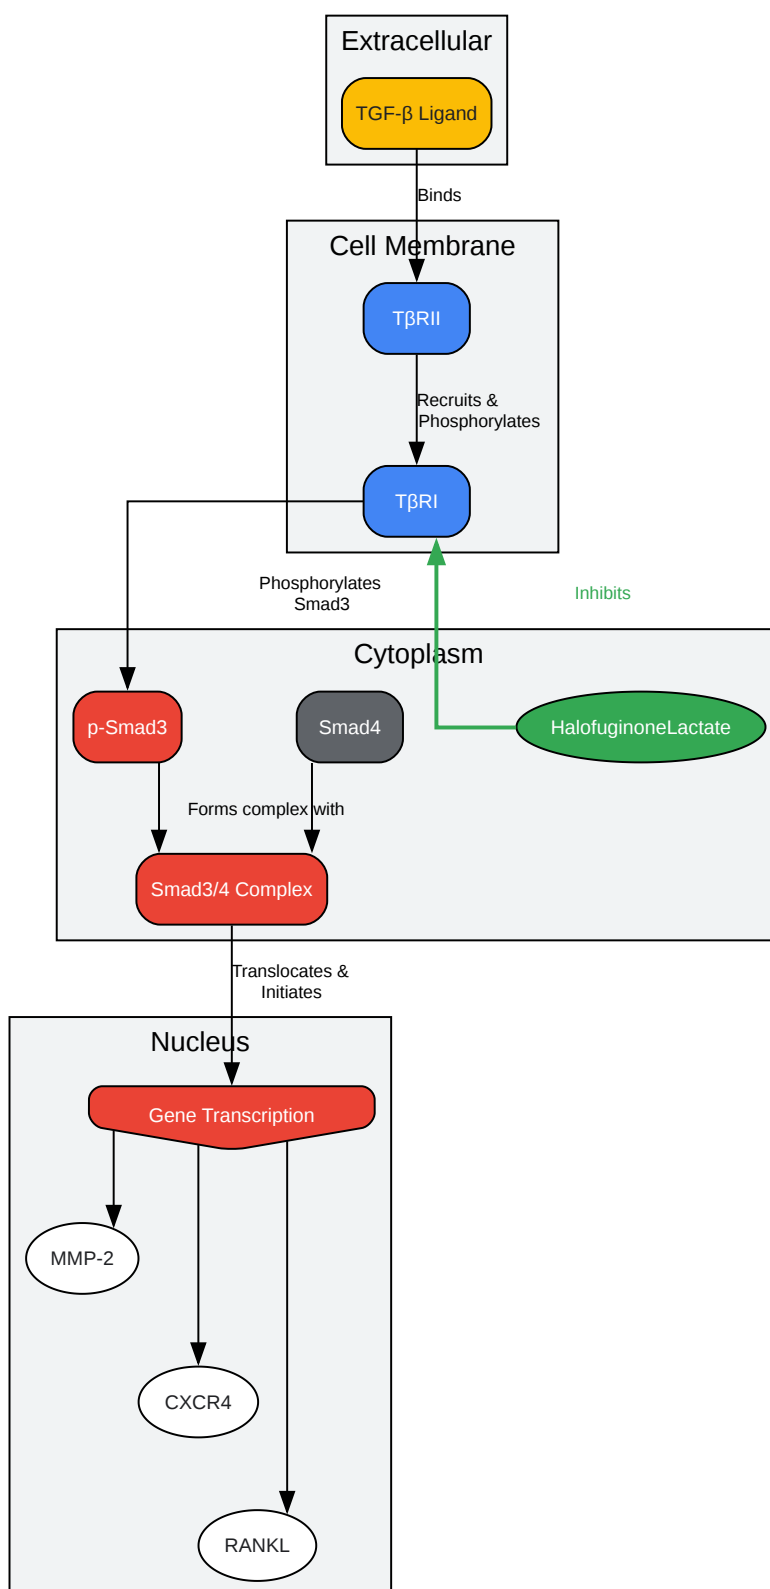 Extracellular
TGF-β Ligand
Binds
Cell Membrane
TβRII
Recruits &
Phosphorylates
TβRI
Phosphorylates
Smad3
Inhibits
Cytoplasm
p-Smad3
Smad4
HalofuginoneLactate
Forms complex with
Smad3/4 Complex
Translocates &
Initiates
Nucleus
Gene Transcription
MMP-2
CXCR4
RANKL